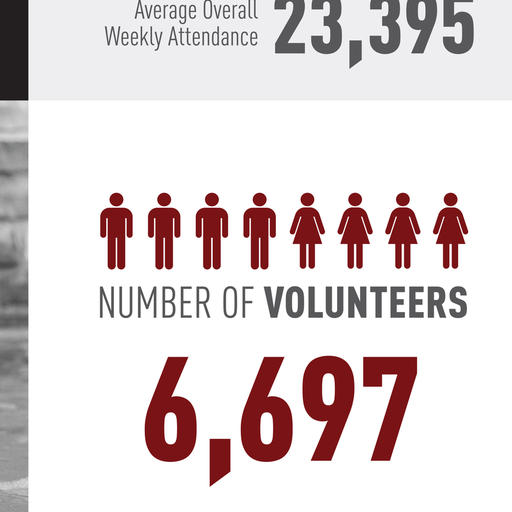 Average Overall
Weekly Attendance
23,395
NUMBER OF VOLUNTEERS
6,697